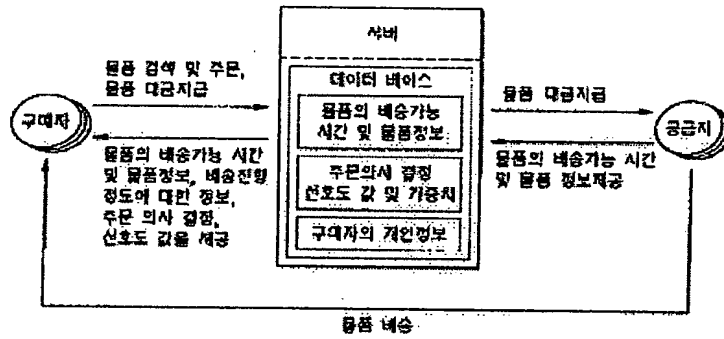 서버
물품 검색 및 주문,
물품 대금지급
데이터 베이스
물품 대금지급
구매자
물품의 배송가능
시간 및 물품정보
공급자
물품의 배송가능 시간
및 물품정보, 배송진행
정도에 대한 정보,
주문 의사 결정,
선호도 값을 제공
주문의사 결정
선호도 값 및 가중치
물품의 배송가능 시간
및 물품 정보제공
구매자의 개인정보
물품 배송